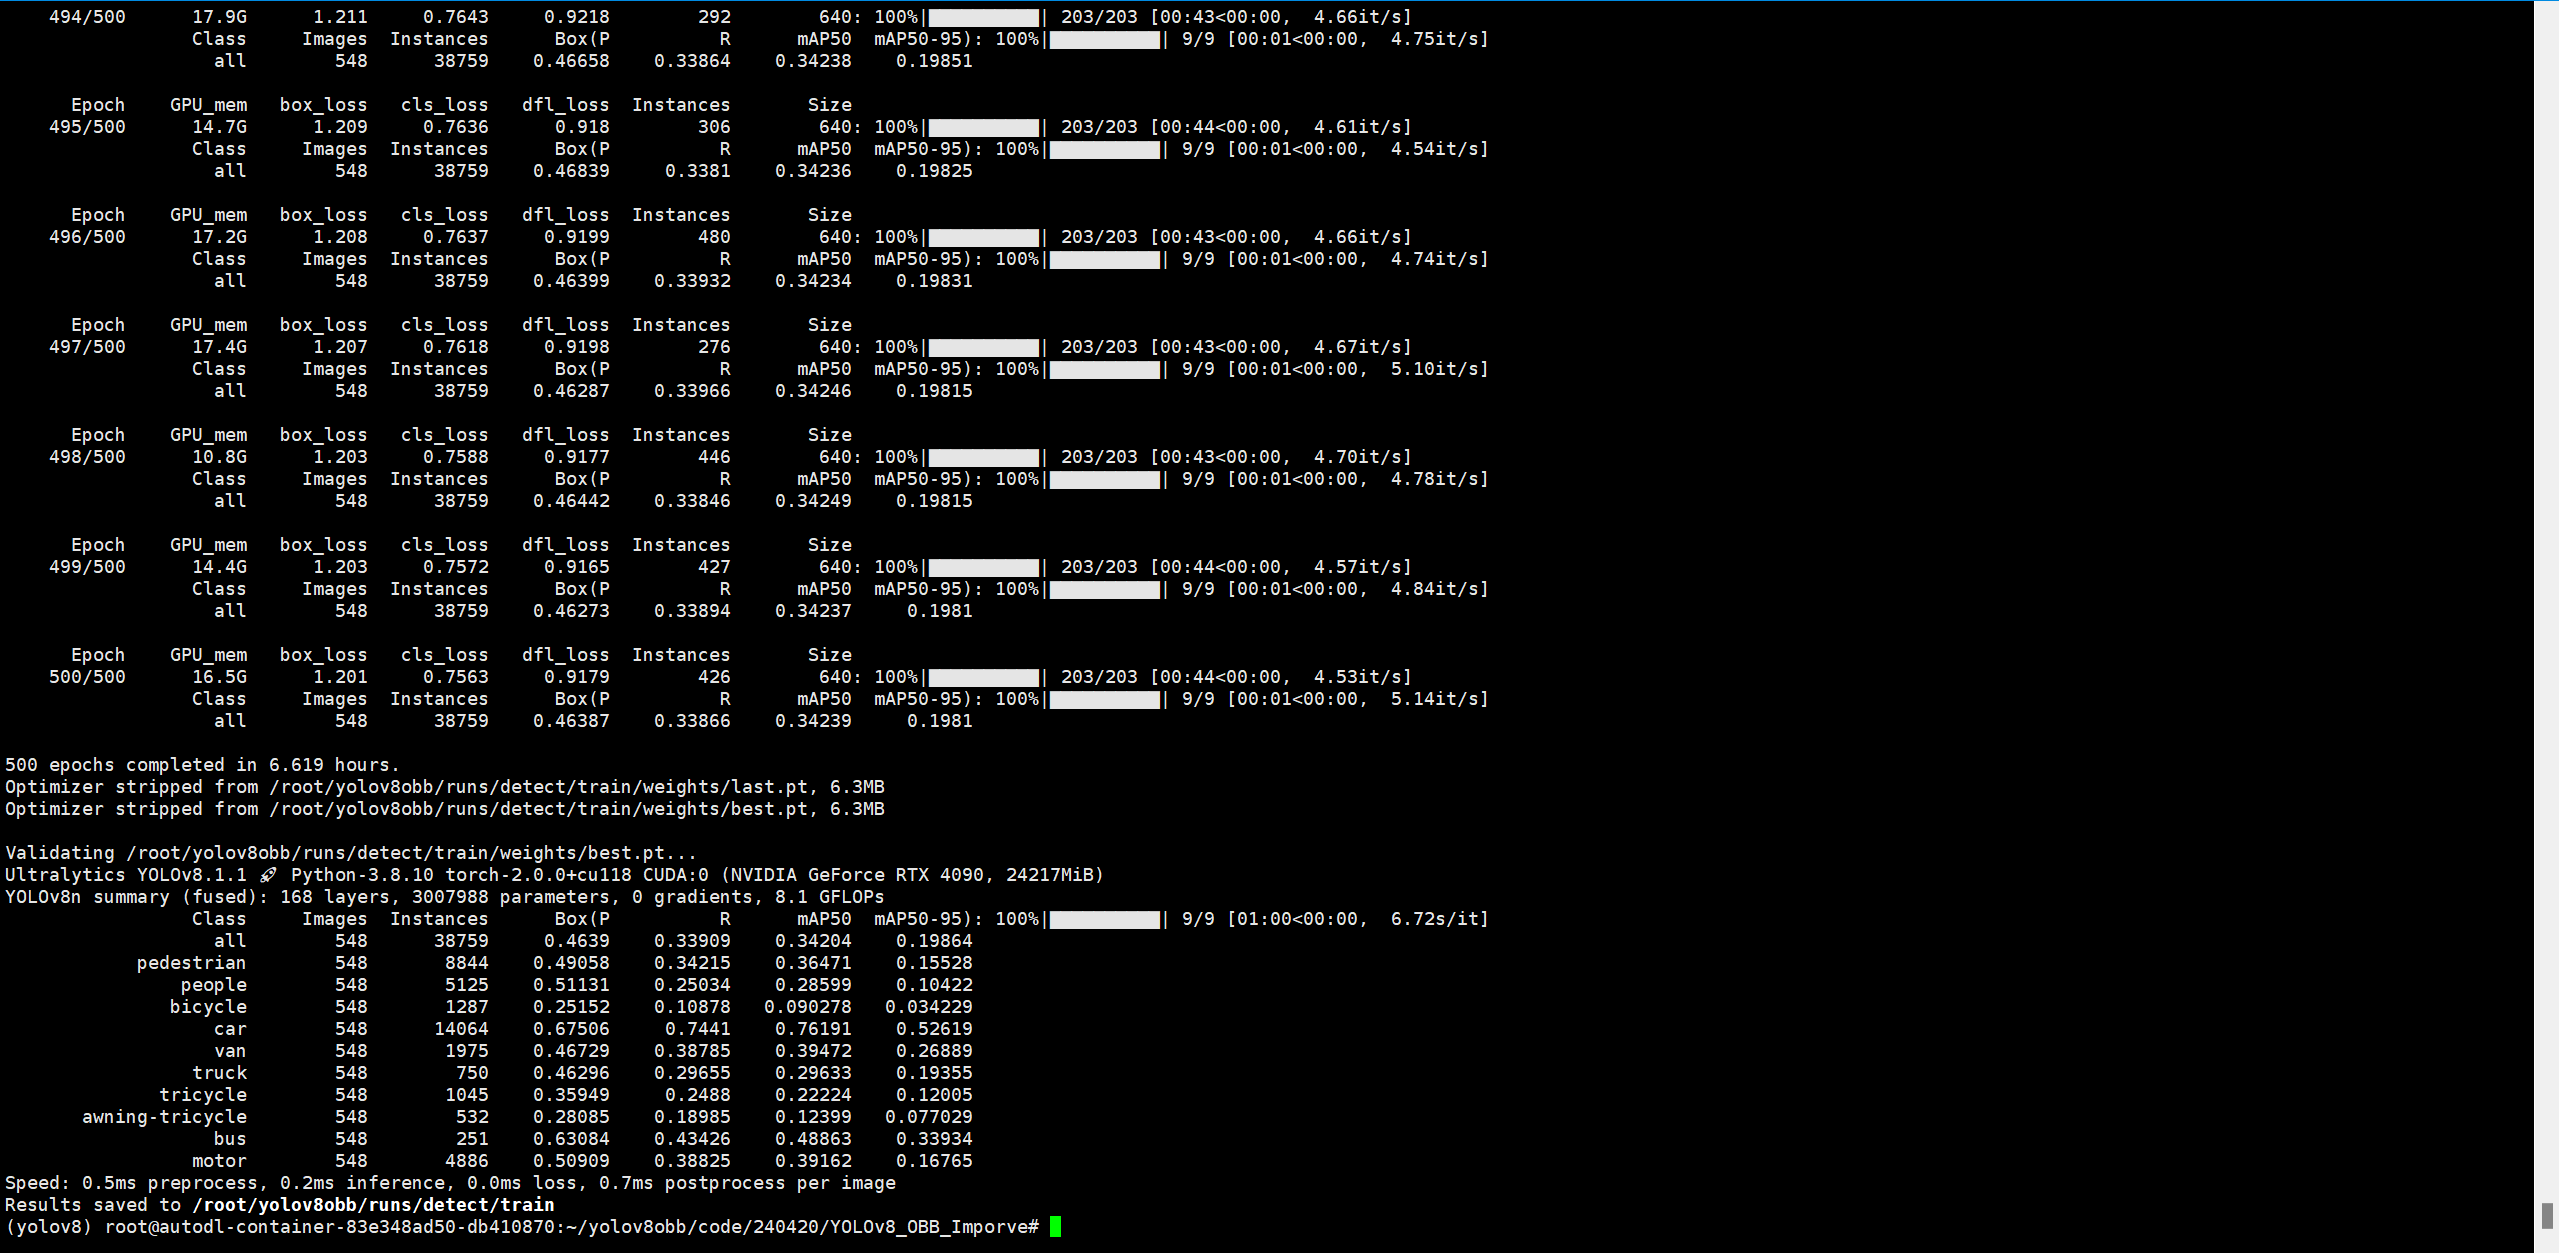 494/500 17.9G 1.211 0.7643 0.9218 292 640: 100%|██████████| 203/203 [00:43<00:00, 4.66it/s]
Class Images Instances Box(P R mAP50 mAP50-95): 100%|██████████| 9/9 [00:01<00:00, 4.75it/s]
all 548 38759 0.46658 0.33864 0.34238 0.19851
Epoch GPU_mem box_loss cls_loss dfl_loss Instances Size
495/500 14.7G 1.209 0.7636 0.918 306 640: 100%|██████████| 203/203 [00:44<00:00, 4.61it/s]
Class Images Instances Box(P R mAP50 mAP50-95): 100%|██████████| 9/9 [00:01<00:00, 4.54it/s]
all 548 38759 0.46839 0.3381 0.34236 0.19825
Epoch GPU_mem box_loss cls_loss dfl_loss Instances Size
496/500 17.2G 1.208 0.7637 0.9199 480 640: 100%|██████████| 203/203 [00:43<00:00, 4.66it/s]
Class Images Instances Box(P R mAP50 mAP50-95): 100%|██████████| 9/9 [00:01<00:00, 4.74it/s]
all 548 38759 0.46399 0.33932 0.34234 0.19831
Epoch GPU_mem box_loss cls_loss dfl_loss Instances Size
497/500 17.4G 1.207 0.7618 0.9198 276 640: 100%|██████████| 203/203 [00:43<00:00, 4.67it/s]
Class Images Instances Box(P R mAP50 mAP50-95): 100%|██████████| 9/9 [00:01<00:00, 5.10it/s]
all 548 38759 0.46287 0.33966 0.34246 0.19815
Epoch GPU_mem box_loss cls_loss dfl_loss Instances Size
498/500 10.8G 1.203 0.7588 0.9177 446 640: 100%|██████████| 203/203 [00:43<00:00, 4.70it/s]
Class Images Instances Box(P R mAP50 mAP50-95): 100%|██████████| 9/9 [00:01<00:00, 4.78it/s]
all 548 38759 0.46442 0.33846 0.34249 0.19815
Epoch GPU_mem box_loss cls_loss dfl_loss Instances Size
499/500 14.4G 1.203 0.7572 0.9165 427 640: 100%|██████████| 203/203 [00:44<00:00, 4.57it/s]
Class Images Instances Box(P R mAP50 mAP50-95): 100%|██████████| 9/9 [00:01<00:00, 4.84it/s]
all 548 38759 0.46273 0.33894 0.34237 0.1981
Epoch GPU_mem box_loss cls_loss dfl_loss Instances Size
500/500 16.5G 1.201 0.7563 0.9179 426 640: 100%|██████████| 203/203 [00:44<00:00, 4.53it/s]
Class Images Instances Box(P R mAP50 mAP50-95): 100%|██████████| 9/9 [00:01<00:00, 5.14it/s]
all 548 38759 0.46387 0.33866 0.34239 0.1981
500 epochs completed in 6.619 hours.
Optimizer stripped from /root/yolov8obb/runs/detect/train/weights/last.pt, 6.3MB
Optimizer stripped from /root/yolov8obb/runs/detect/train/weights/best.pt, 6.3MB
Validating /root/yolov8obb/runs/detect/train/weights/best.pt...
Ultralytics YOLOv8.1.1 🚀 Python-3.8.10 torch-2.0.0+cu118 CUDA:0 (NVIDIA GeForce RTX 4090, 24217MiB)
YOLOv8n summary (fused): 168 layers, 3007988 parameters, 0 gradients, 8.1 GFLOPs
Class Images Instances Box(P R mAP50 mAP50-95): 100%|██████████| 9/9 [01:00<00:00, 6.72s/it]
all 548 38759 0.4639 0.33909 0.34204 0.19864
pedestrian 548 8844 0.49058 0.34215 0.36471 0.15528
people 548 5125 0.51131 0.25034 0.28599 0.10422
bicycle 548 1287 0.25152 0.10878 0.090278 0.034229
car 548 14064 0.67506 0.7441 0.76191 0.52619
van 548 1975 0.46729 0.38785 0.39472 0.26889
truck 548 750 0.46296 0.29655 0.29633 0.19355
tricycle 548 1045 0.35949 0.2488 0.22224 0.12005
awning-tricycle 548 532 0.28085 0.18985 0.12399 0.077029
bus 548 251 0.63084 0.43426 0.48863 0.33934
motor 548 4886 0.50909 0.38825 0.39162 0.16765
Speed: 0.5ms preprocess, 0.2ms inference, 0.0ms loss, 0.7ms postprocess per image
Results saved to /root/yolov8obb/runs/detect/train
(yolov8) root@autodl-container-83e348ad50-db410870:~/yolov8obb/code/240420/YOLOv8_OBB_Imporve#